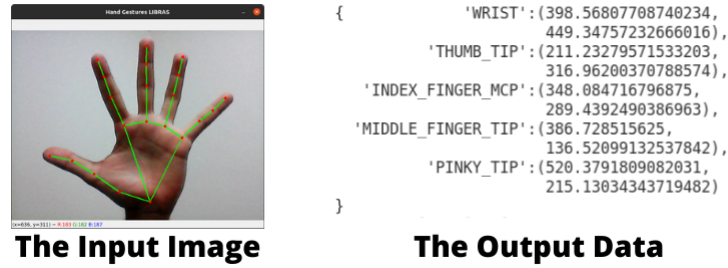 Hand Gestures LIBRAS
(x=636, y=311) ~ R:183 G:182 B:187
The Input Image
{ 'WRIST':(398.56807708740234,
449.34757232666016),
'THUMB_TIP':(211.23279571533203,
316.96200370788574),
'INDEX_FINGER_MCP':(348.084716796875,
289.4392490386963),
'MIDDLE_FINGER_TIP':(386.728515625,
136.52099132537842),
'PINKY_TIP':(520.3791809082031,
215.13034343719482)
}
The Output Data